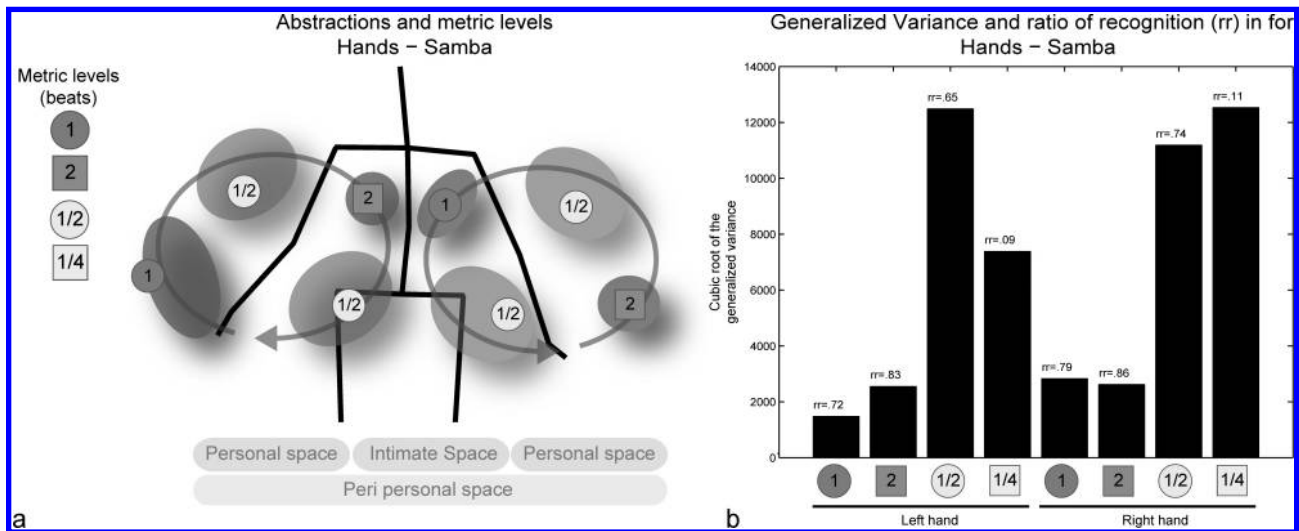 Abstractions and metric levels
Hands − Samba
Metric levels
(beats)
1
2
1/2
1/4
1/2
2
1
1/2
1
1/2
1/2
2
Personal space
Intimate Space
Personal space
Peri personal space
a
Generalized Variance and ratio of recognition (rr) in for
Hands − Samba
Cubic root of the
generalized variance
14000
12000
10000
8000
6000
4000
2000
0
rr=.72
rr=.83
rr=.65
rr=.09
rr=.79
rr=.86
rr=.74
rr=.11
1
2
1/2
1/4
1
2
1/2
1/4
Left hand
Right hand
b